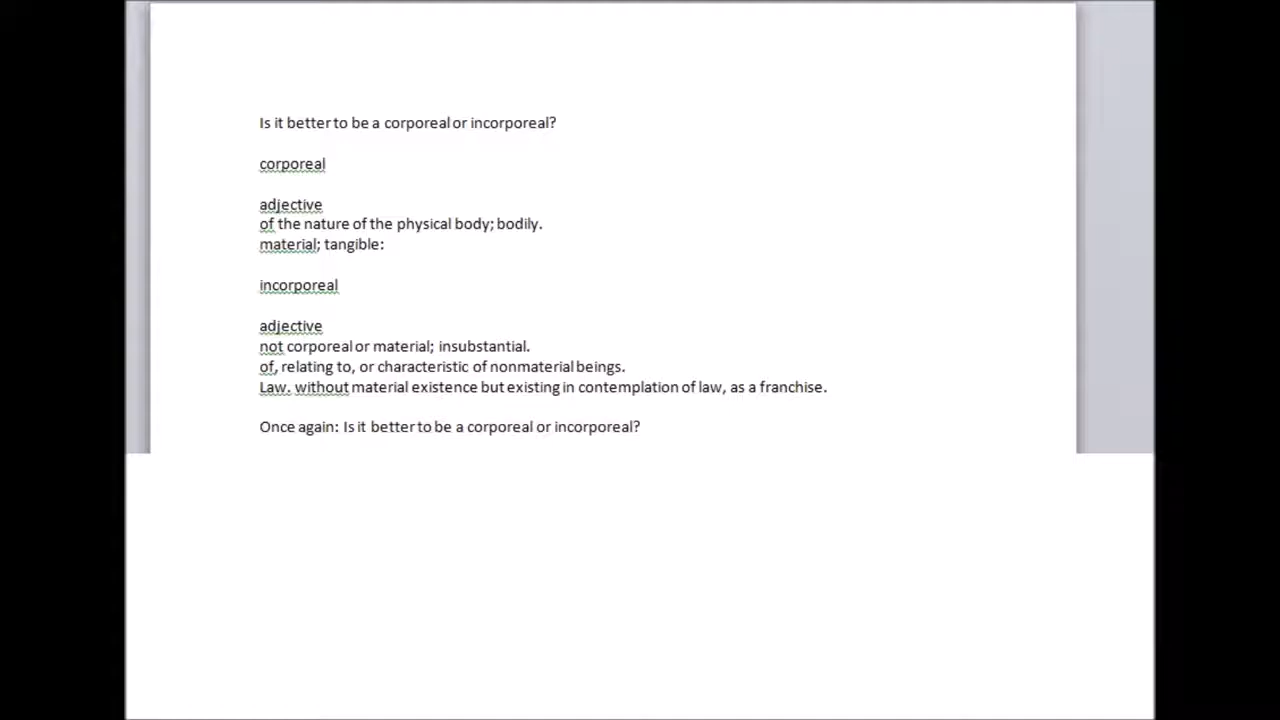 Is it better to be a corporeal or incorporeal?
corporeal
adjective
of the nature of the physical body; bodily.
material; tangible:
incorporeal
adjective
not corporeal or material; insubstantial.
of, relating to, or characteristic of nonmaterial beings.
Law. without material existence but existing in contemplation of law, as a franchise.
Once again: Is it better to be a corporeal or incorporeal?